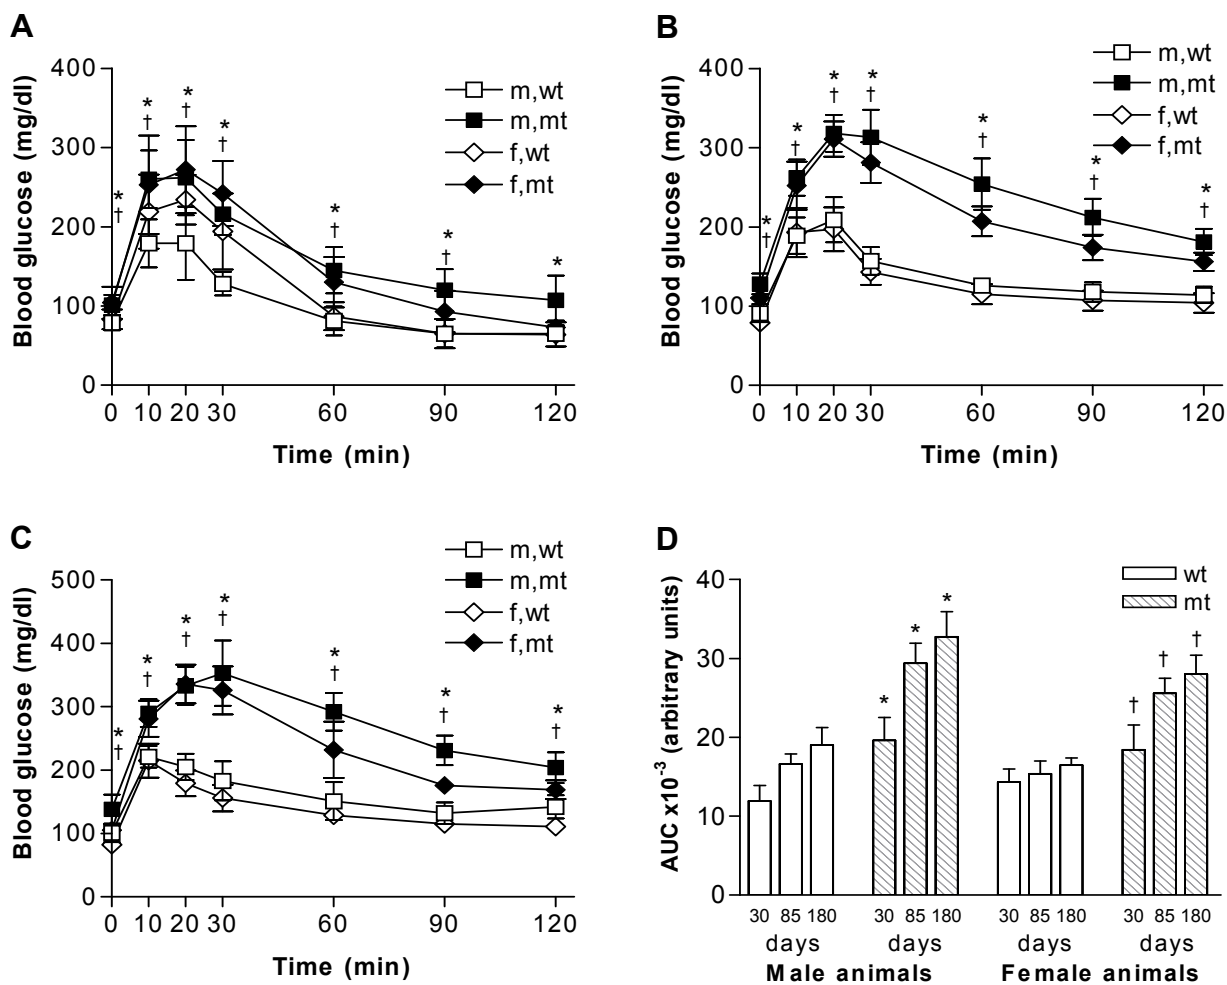 A
Blood glucose (mg/dl)
400
300
200
100
0
* † * † * † * † * † * † *
m,wt
m,mt
f,wt
f,mt
0 10 20 30 60 90 120
Time (min)
B
Blood glucose (mg/dl)
400
300
200
100
0
* † * † * † * † * † * † * †
m,wt
m,mt
f,wt
f,mt
0 10 20 30 60 90 120
Time (min)
C
Blood glucose (mg/dl)
500
400
300
200
100
0
* † * † * † * † * † * † * †
m,wt
m,mt
f,wt
f,mt
0 10 20 30 60 90 120
Time (min)
D
AUC x10⁻³ (arbitrary units)
40
30
20
10
0
* * * † † †
wt
mt
30 85 180 30 85 180 30 85 180 30 85 180
days days days days
Male animals Female animals